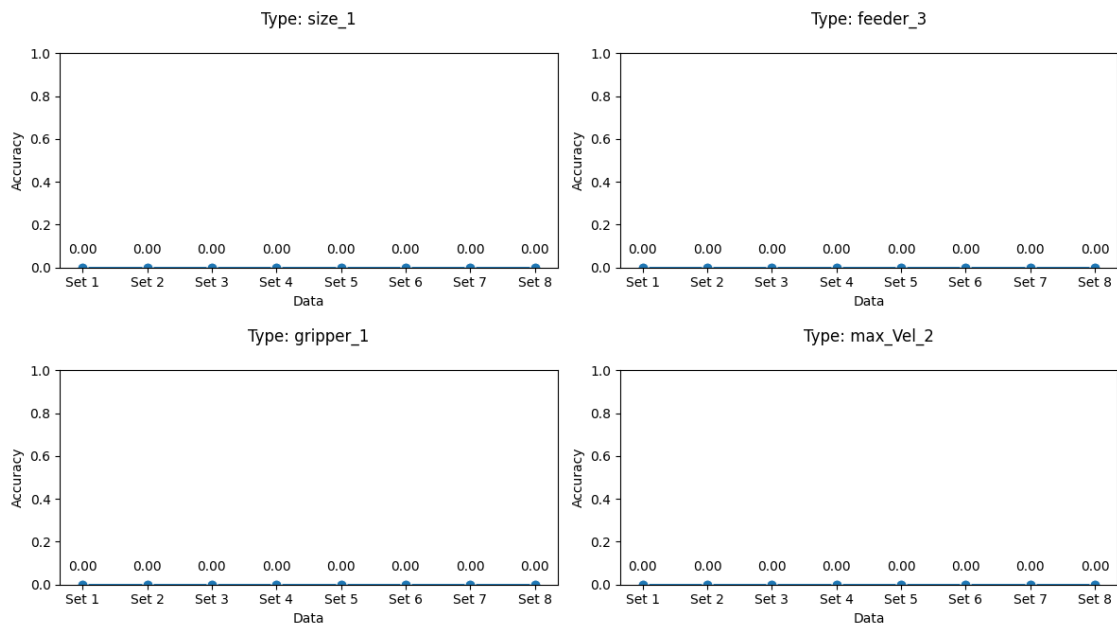 Type: size_1
Type: feeder_3
1.0
0.8
0.6
0.4
0.2
0.0
Accuracy
0.00 0.00 0.00 0.00 0.00 0.00 0.00 0.00
Set 1 Set 2 Set 3 Set 4 Set 5 Set 6 Set 7 Set 8
Data
1.0
0.8
0.6
0.4
0.2
0.0
Accuracy
0.00 0.00 0.00 0.00 0.00 0.00 0.00 0.00
Set 1 Set 2 Set 3 Set 4 Set 5 Set 6 Set 7 Set 8
Data
Type: gripper_1
Type: max_Vel_2
1.0
0.8
0.6
0.4
0.2
0.0
Accuracy
0.00 0.00 0.00 0.00 0.00 0.00 0.00 0.00
Set 1 Set 2 Set 3 Set 4 Set 5 Set 6 Set 7 Set 8
Data
1.0
0.8
0.6
0.4
0.2
0.0
Accuracy
0.00 0.00 0.00 0.00 0.00 0.00 0.00 0.00
Set 1 Set 2 Set 3 Set 4 Set 5 Set 6 Set 7 Set 8
Data